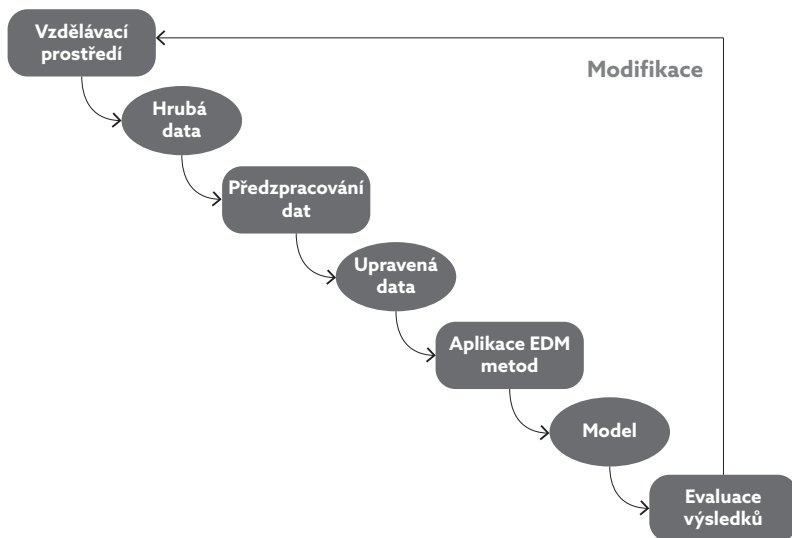 Vzdělávací
prostředí
Modifikace
Hrubá
data
Předzpracování
dat
Upravená
data
Aplikace EDM
metod
Model
Evaluace
výsledků